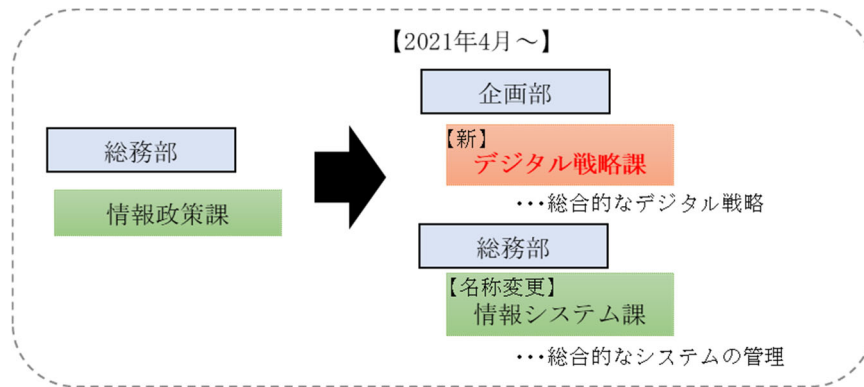 【2021年4月～】
総務部
情報政策課
企画部
【新】
デジタル戦略課
･･･総合的なデジタル戦略
総務部
【名称変更】
情報システム課
･･･総合的なシステムの管理